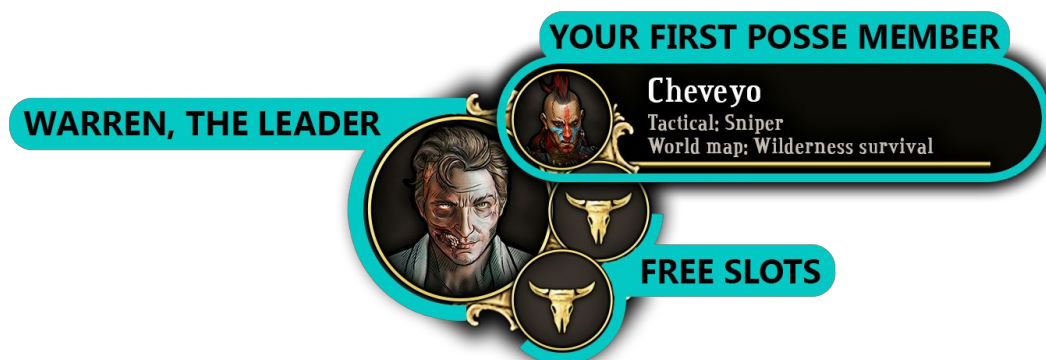 YOUR FIRST POSSE MEMBER
Cheveyo
Tactical: Sniper
World map: Wilderness survival
WARREN, THE LEADER
FREE SLOTS